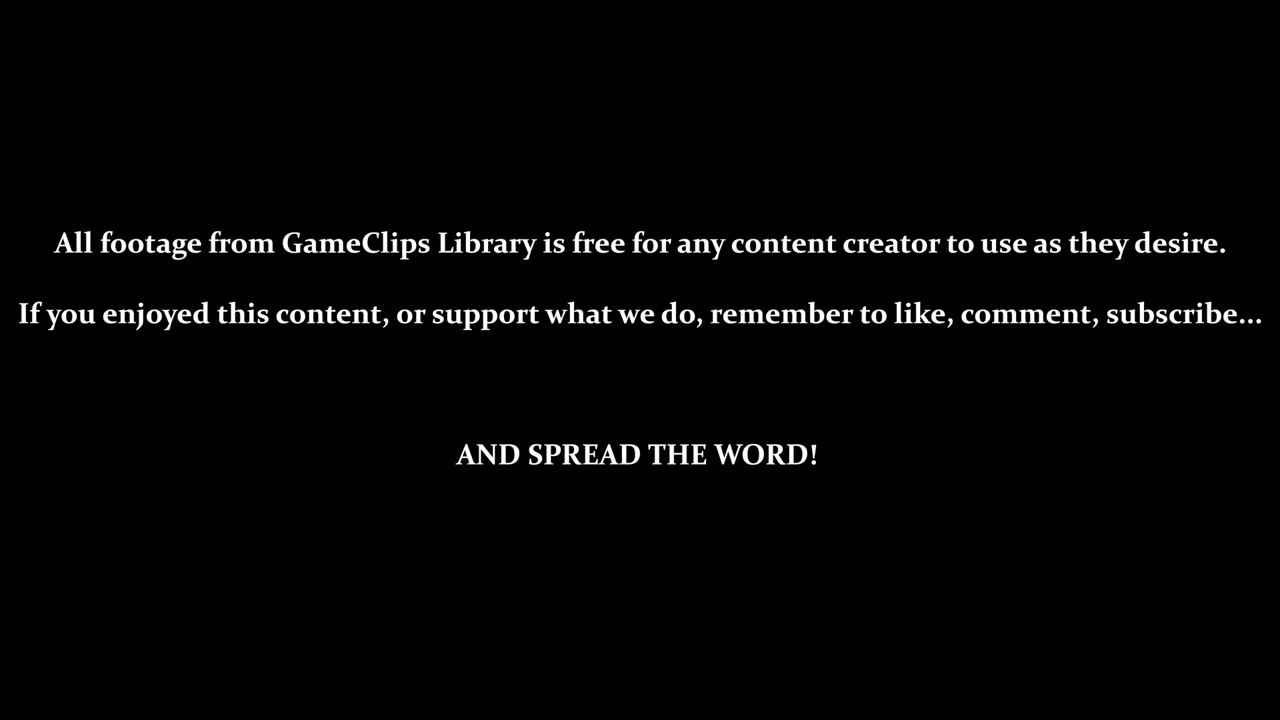 All footage from GameClips Library is free for any content creator to use as they desire.
If you enjoyed this content, or support what we do, remember to like, comment, subscribe...
AND SPREAD THE WORD!